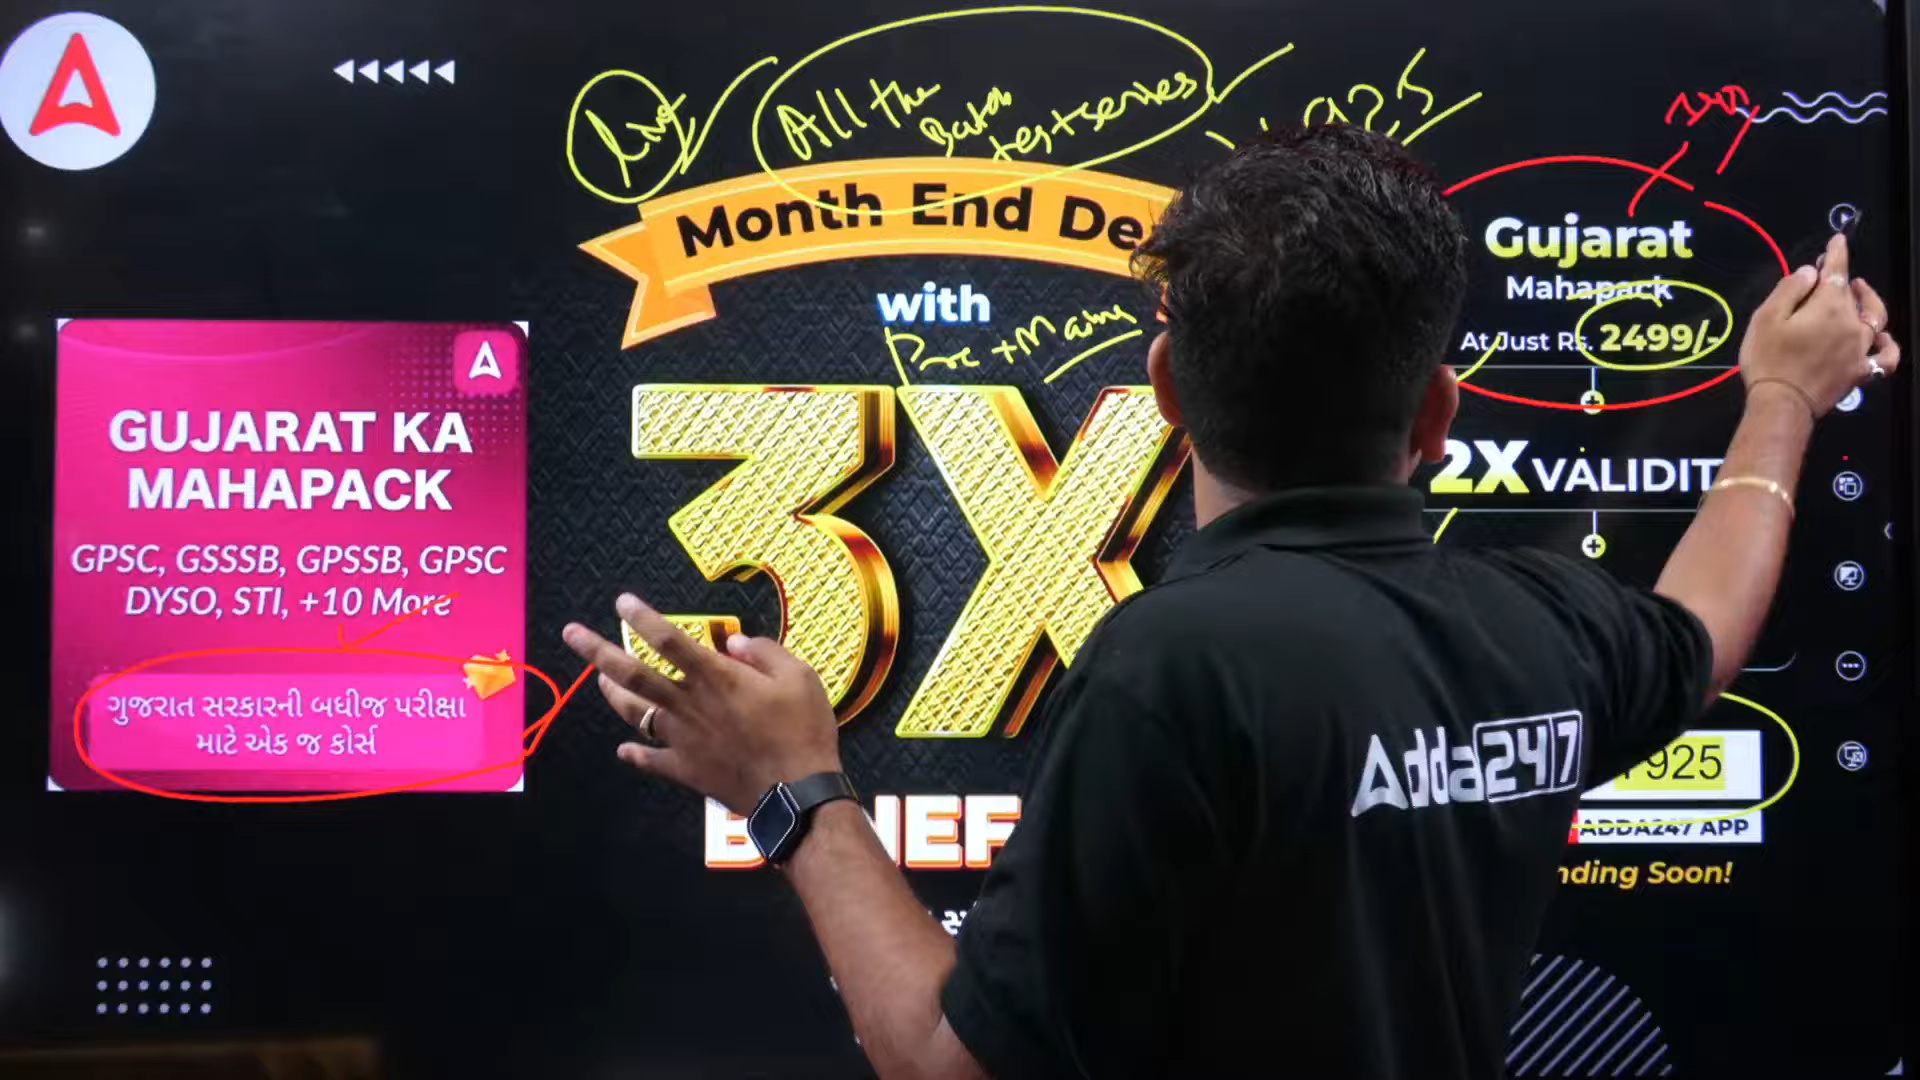 All the
Batch
test series
Month End De
with
Pre + Mains
3X
Gujarat
Mahapack
At Just Rs. 2499/-
2X VALIDIT
GUJARAT KA
MAHAPACK
GPSC, GSSSB, GPSSB, GPSC
DYSO, STI, +10 More
ગુજરાત સરકારની બધીજ પરીક્ષા
માટે એક જ કોર્સ
Adda247
925
ADDA247 APP
nding Soon!